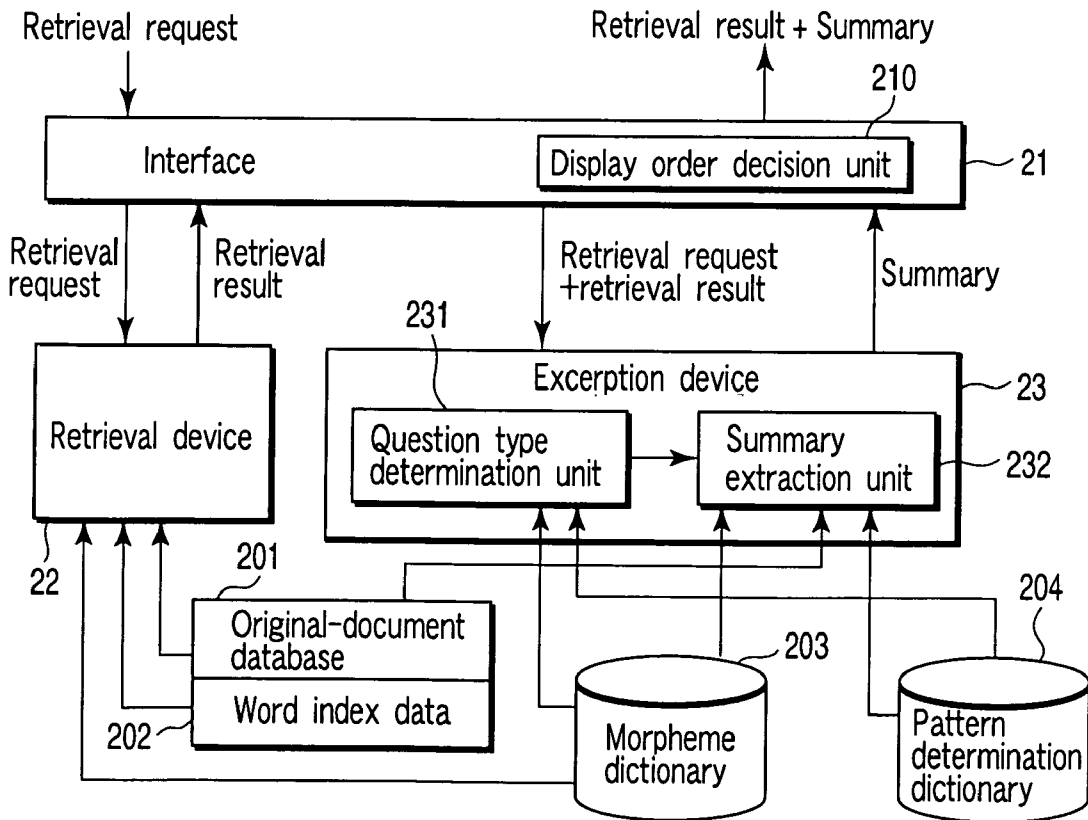 Retrieval request
Retrieval result + Summary
210
Interface
Display order decision unit
21
Retrieval
request
Retrieval
result
Retrieval request
+retrieval result
Summary
231
Excerption device
23
Retrieval device
Question type
determination unit
Summary
extraction unit
232
22
201
Original-document
database
204
203
Word index data
202
Morpheme
dictionary
Pattern
determination
dictionary